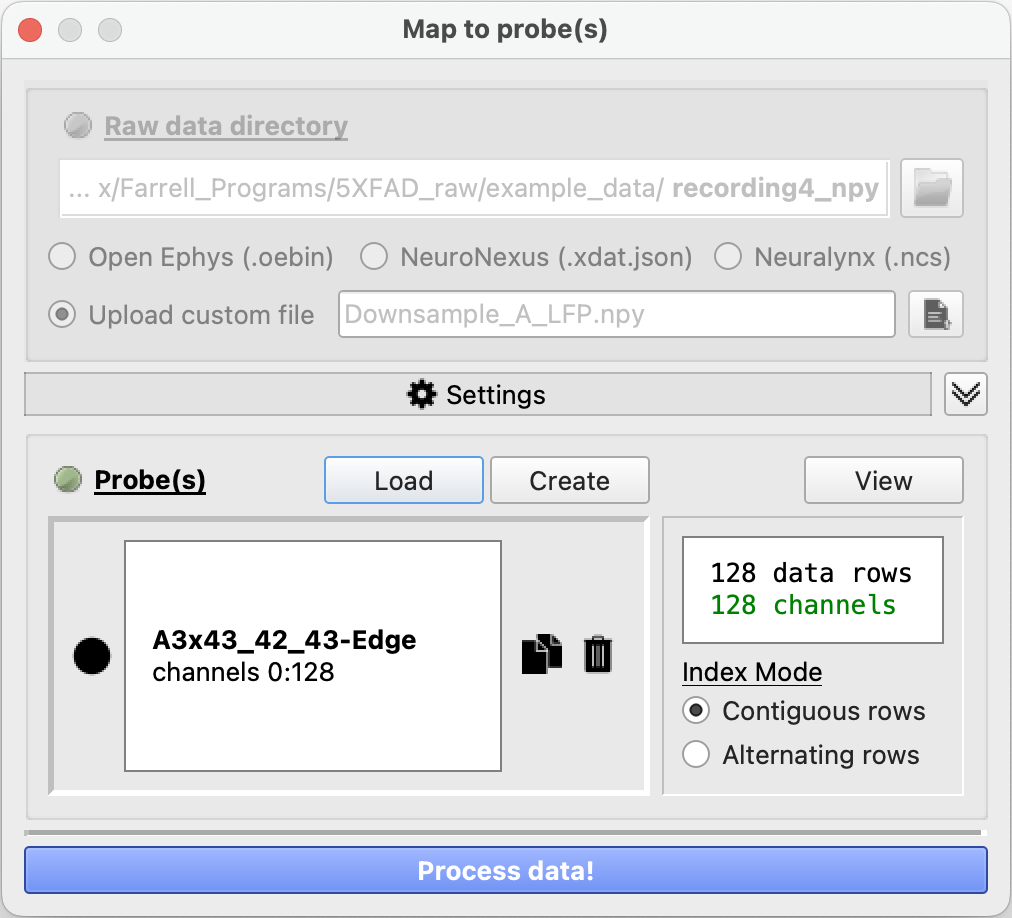 Map to probe(s)
Raw data directory
... x/Farrell_Programs/5XFAD_raw/example_data/ recording4_npy
Open Ephys (.oebin) NeuroNexus (.xdat.json) Neuralynx (.ncs)
Upload custom file Downsample_A_LFP.npy
Settings
Probe(s) Load Create View
A3x43_42_43-Edge
channels 0:128
128 data rows
128 channels
Index Mode
Contiguous rows
Alternating rows
Process data!